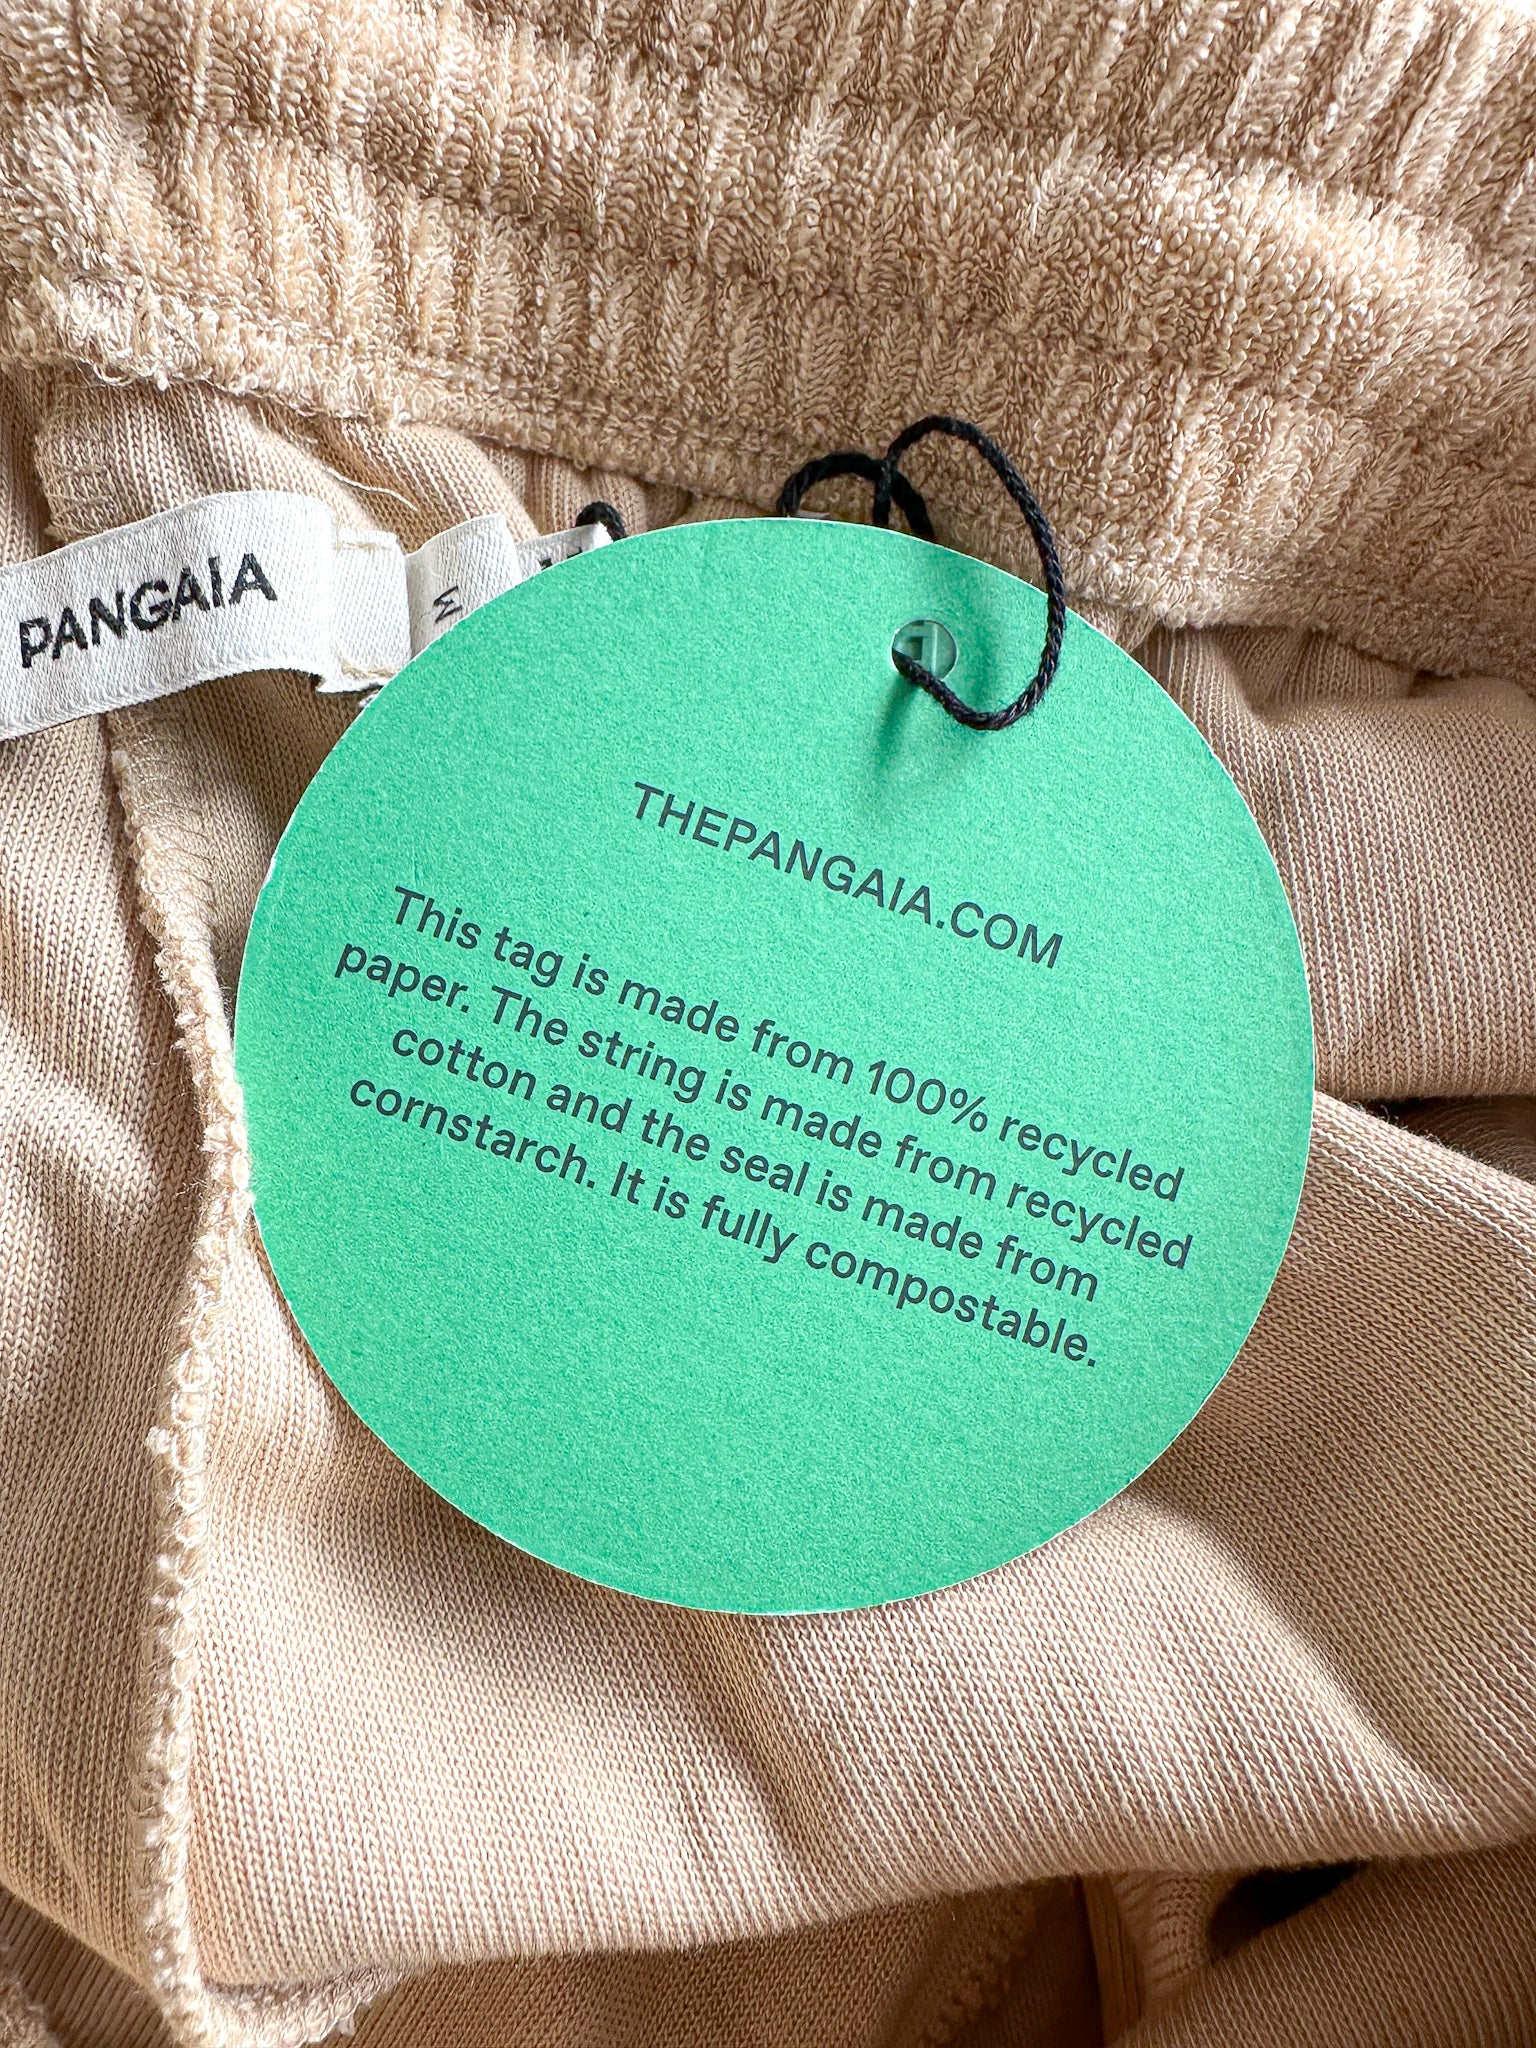 PANGAIA
M
THEPANGAIA.COM
This tag is made from 100% recycled
paper. The string is made from recycled
cotton and the seal is made from
cornstarch. It is fully compostable.